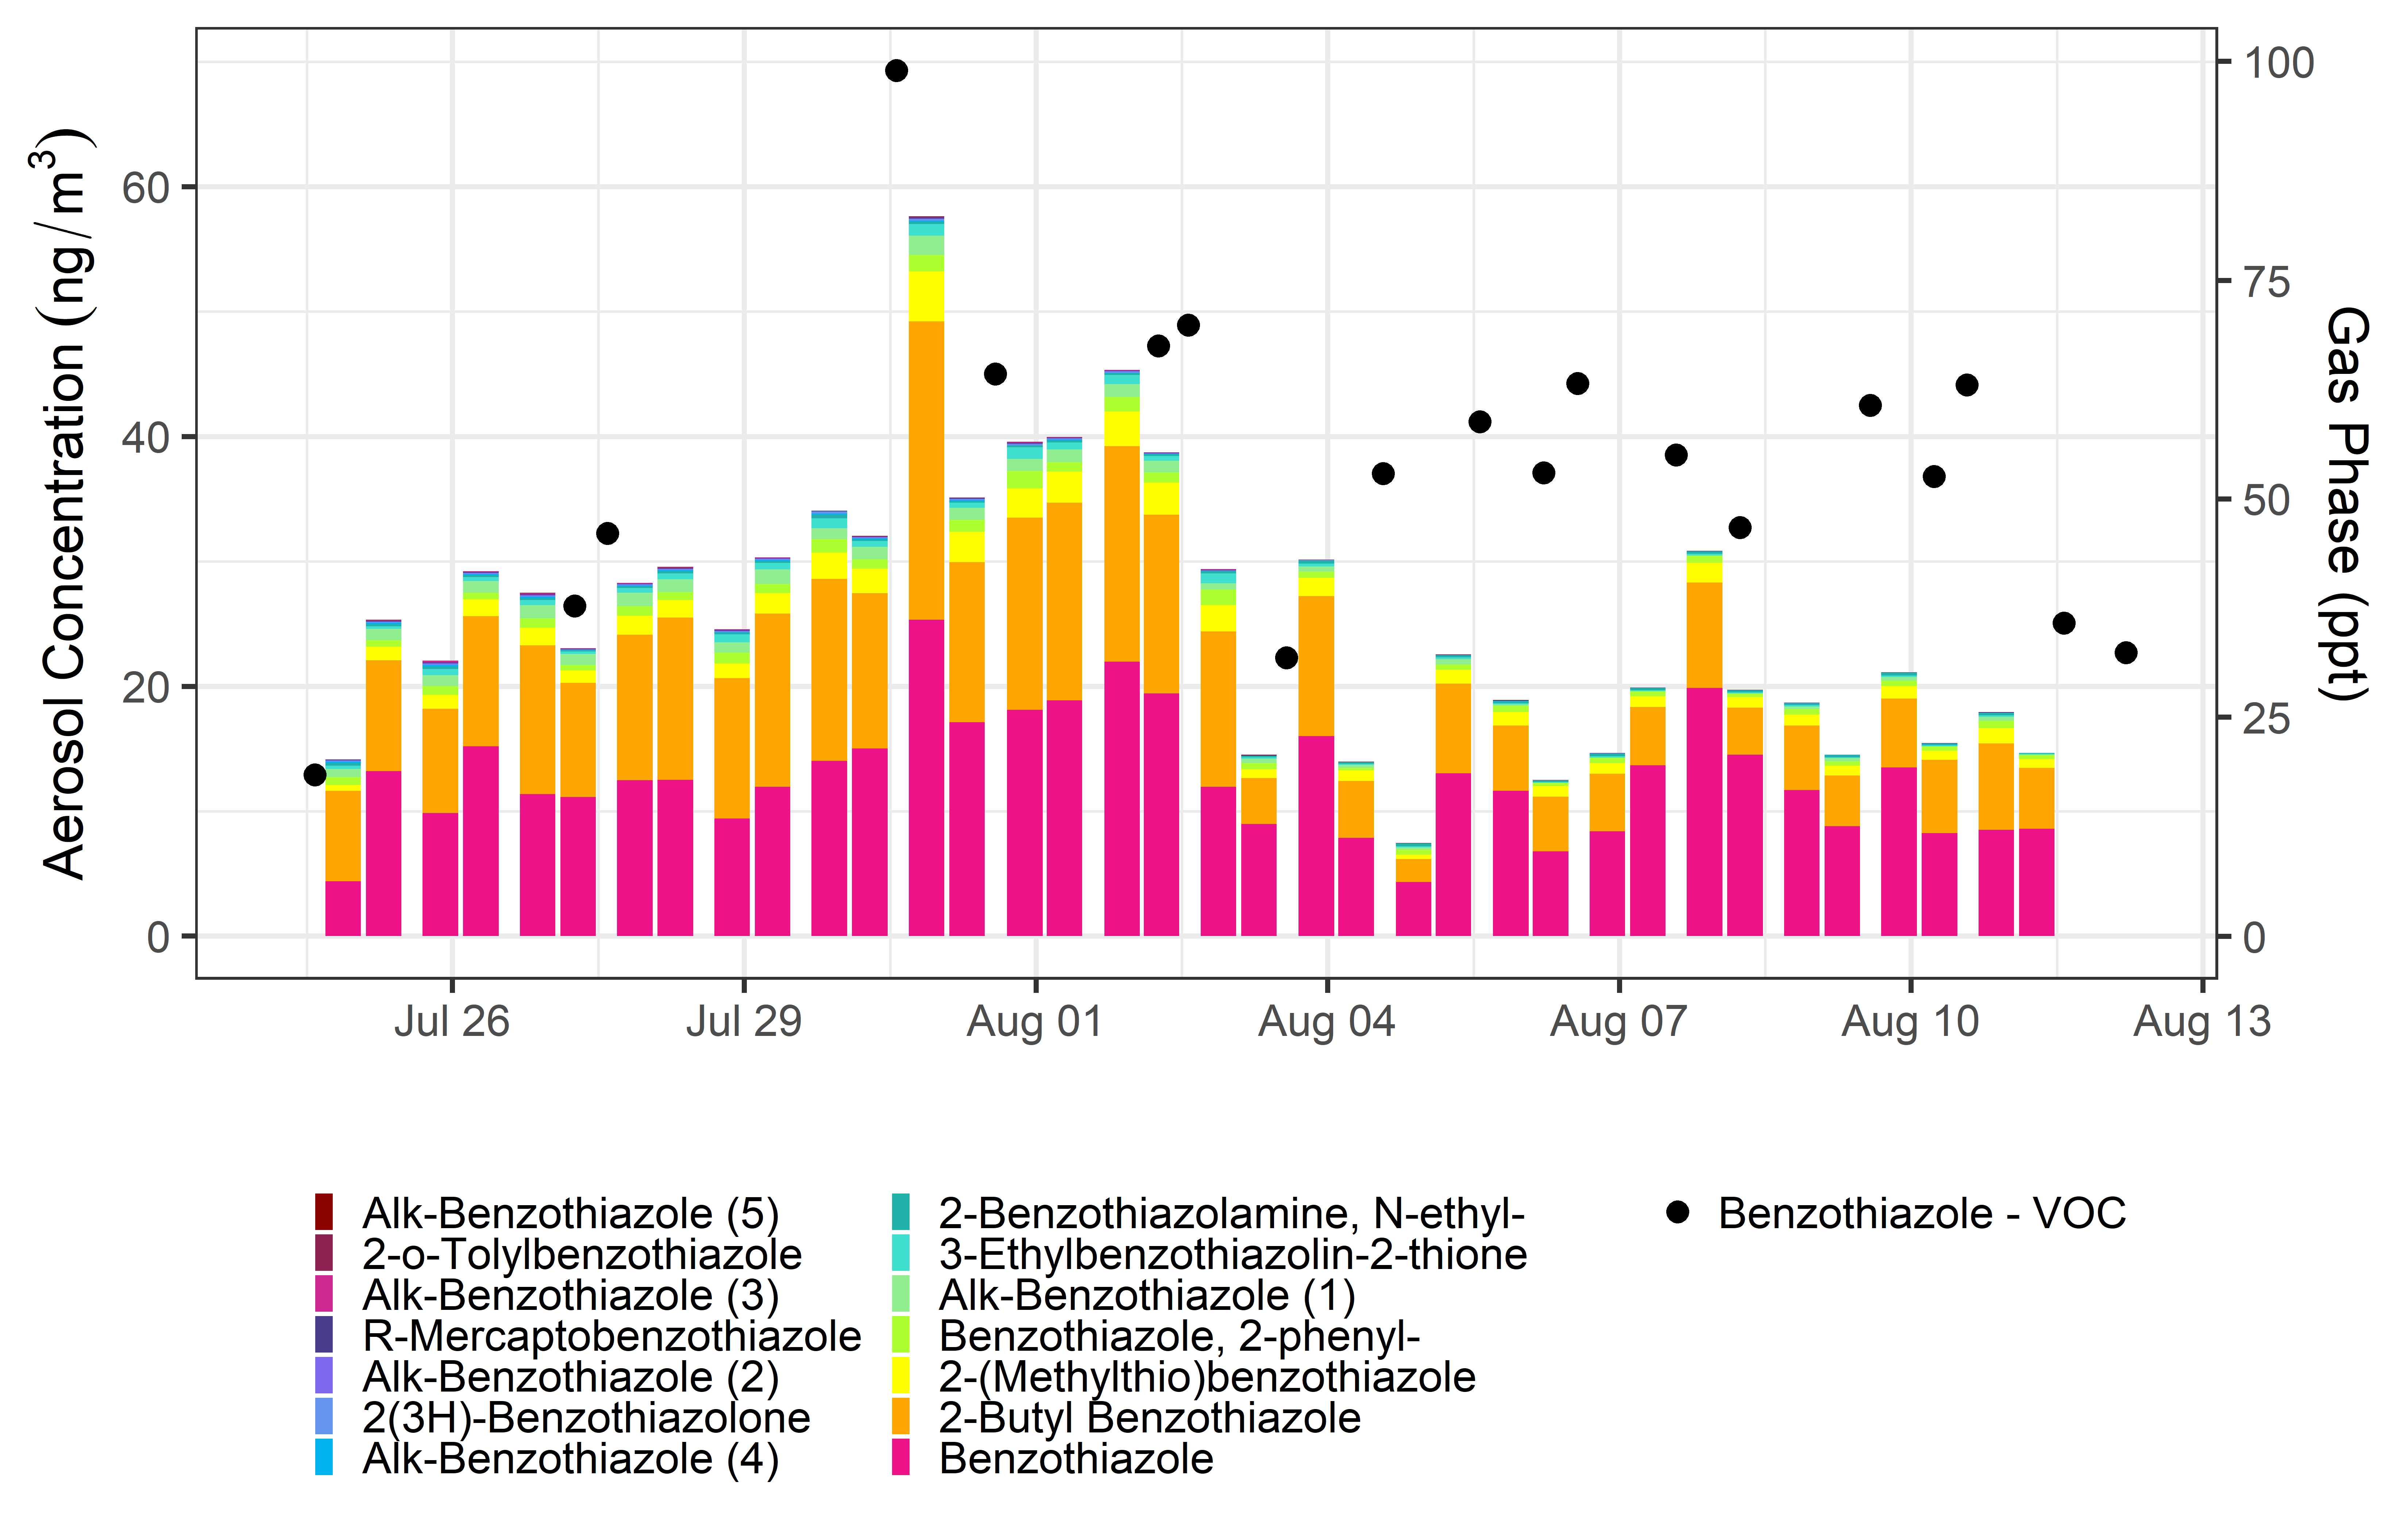 Aerosol Concentration ( ng / m³)
60
40
20
0
100
75
50
25
0
Gas Phase (ppt)
Jul 26
Jul 29
Aug 01
Aug 04
Aug 07
Aug 10
Aug 13
Alk-Benzothiazole (5)
2-o-Tolylbenzothiazole
Alk-Benzothiazole (3)
R-Mercaptobenzothiazole
Alk-Benzothiazole (2)
2(3H)-Benzothiazolone
Alk-Benzothiazole (4)
2-Benzothiazolamine, N-ethyl-
3-Ethylbenzothiazolin-2-thione
Alk-Benzothiazole (1)
Benzothiazole, 2-phenyl-
2-(Methylthio)benzothiazole
2-Butyl Benzothiazole
Benzothiazole
Benzothiazole - VOC